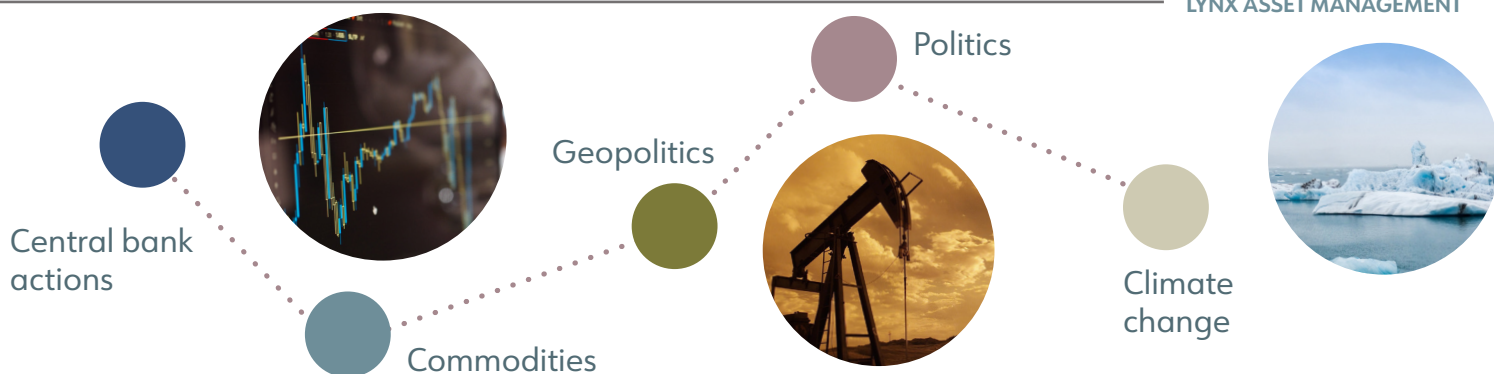 LYNX ASSET MANAGEMENT
Politics
Geopolitics
Central bank
actions
Climate
change
Commodities